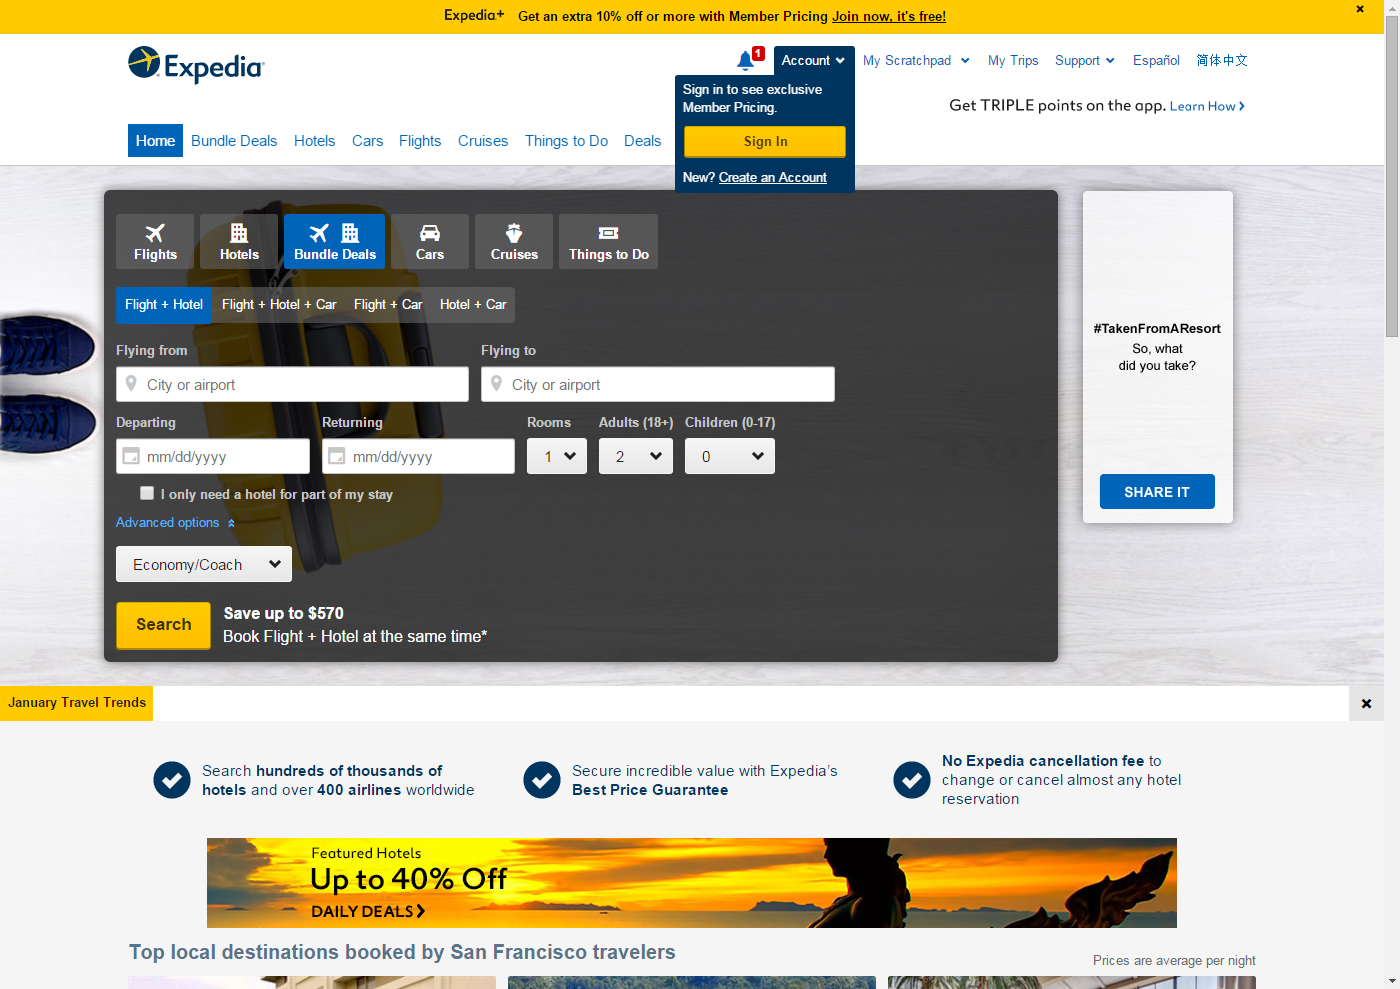 Expedia+ Get an extra 10% off or more with Member Pricing Join now, it's free!
Expedia
1
Account
My Scratchpad
My Trips
Support
Español
简体中文
Sign in to see exclusive
Member Pricing.
Sign In
New? Create an Account
Get TRIPLE points on the app. Learn How
Home
Bundle Deals
Hotels
Cars
Flights
Cruises
Things to Do
Deals
Flights
Hotels
Bundle Deals
Cars
Cruises
Things to Do
Flight + Hotel
Flight + Hotel + Car
Flight + Car
Hotel + Car
Flying from
Flying to
City or airport
City or airport
Departing
Returning
Rooms
Adults (18+)
Children (0-17)
mm/dd/yyyy
mm/dd/yyyy
1
2
0
I only need a hotel for part of my stay
Advanced options
Economy/Coach
Search
Save up to $570
Book Flight + Hotel at the same time*
#TakenFromAResort
So, what
did you take?
SHARE IT
January Travel Trends
Search hundreds of thousands of
hotels and over 400 airlines worldwide
Secure incredible value with Expedia’s
Best Price Guarantee
No Expedia cancellation fee to
change or cancel almost any hotel
reservation
Featured Hotels
Up to 40% Off
DAILY DEALS
Top local destinations booked by San Francisco travelers
Prices are average per night